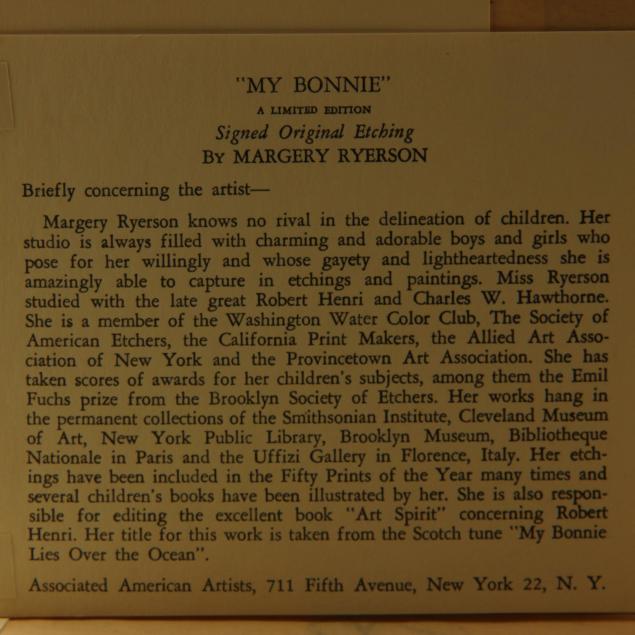 "MY BONNIE"
A LIMITED EDITION
Signed Original Etching
BY MARGERY RYERSON
Briefly concerning the artist—
Margery Ryerson knows no rival in the delineation of children. Her
studio is always filled with charming and adorable boys and girls who
pose for her willingly and whose gayety and lightheartedness she is
amazingly able to capture in etchings and paintings. Miss Ryerson
studied with the late great Robert Henri and Charles W. Hawthorne.
She is a member of the Washington Water Color Club, The Society of
American Etchers, the California Print Makers, the Allied Art Asso-
ciation of New York and the Provincetown Art Association. She has
taken scores of awards for her children's subjects, among them the Emil
Fuchs prize from the Brooklyn Society of Etchers. Her works hang in
the permanent collections of the Smithsonian Institute, Cleveland Museum
of Art, New York Public Library, Brooklyn Museum, Bibliotheque
Nationale in Paris and the Uffizi Gallery in Florence, Italy. Her etch-
ings have been included in the Fifty Prints of the Year many times and
several children's books have been illustrated by her. She is also respon-
sible for editing the excellent book "Art Spirit" concerning Robert
Henri. Her title for this work is taken from the Scotch tune "My Bonnie
Lies Over the Ocean".
Associated American Artists, 711 Fifth Avenue, New York 22, N. Y.